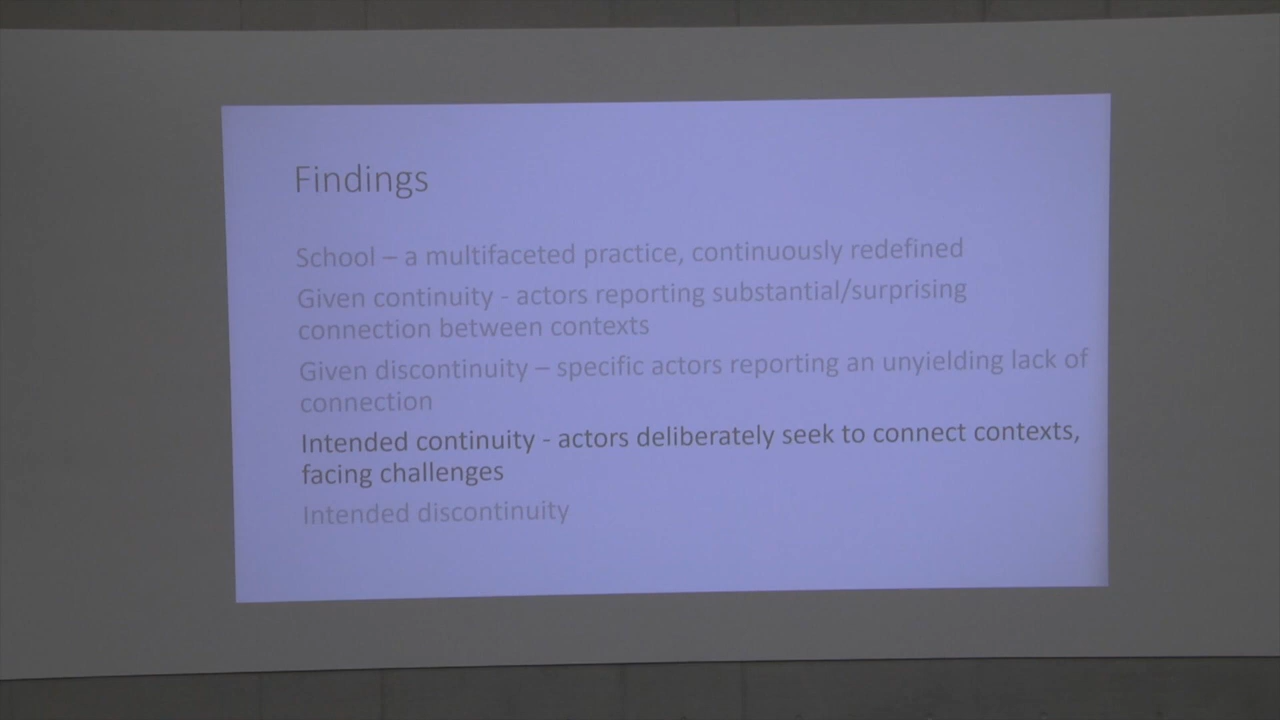 Findings
School – a multifaceted practice, continuously redefined
Given continuity - actors reporting substantial/surprising
connection between contexts
Given discontinuity – specific actors reporting an unyielding lack of
connection
Intended continuity - actors deliberately seek to connect contexts,
facing challenges
Intended discontinuity